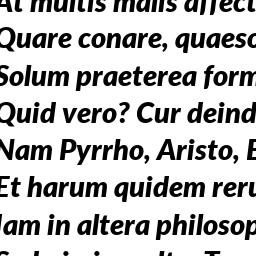 At multis malis affect
Quare conare, quaeso
Solum praeterea form
Quid vero? Cur deind
Nam Pyrrho, Aristo, E
Et harum quidem reru
Iam in altera philosop